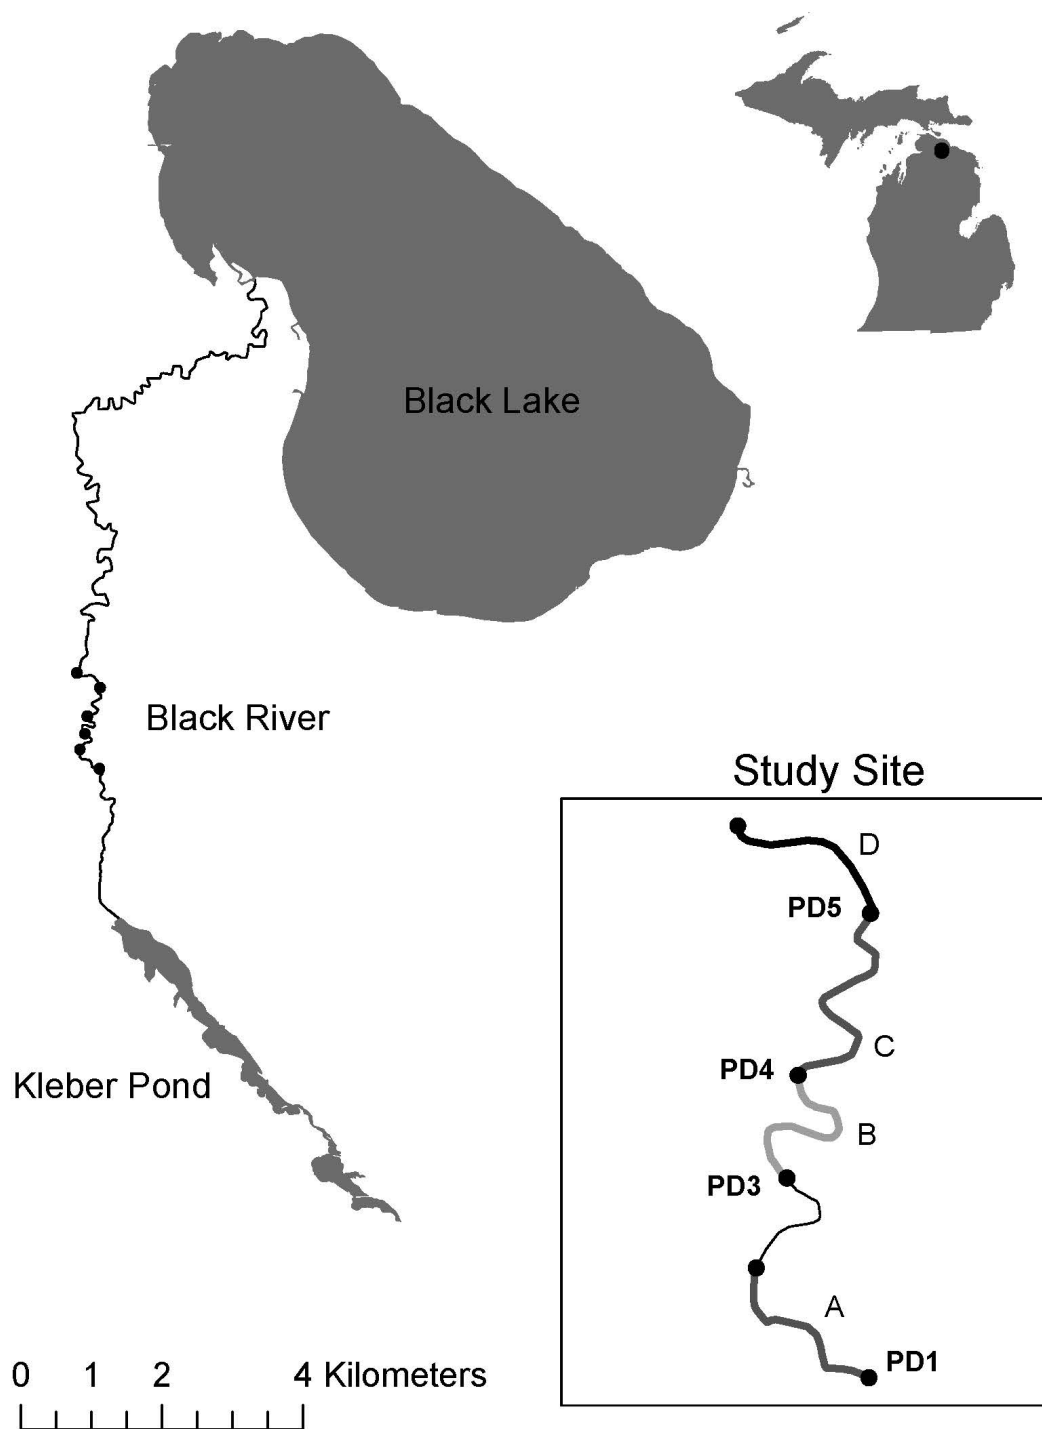 Black Lake
Black River
Study Site
D
PD5
C
PD4
Kleber Pond
B
PD3
A
PD1
0 1 2 4 Kilometers